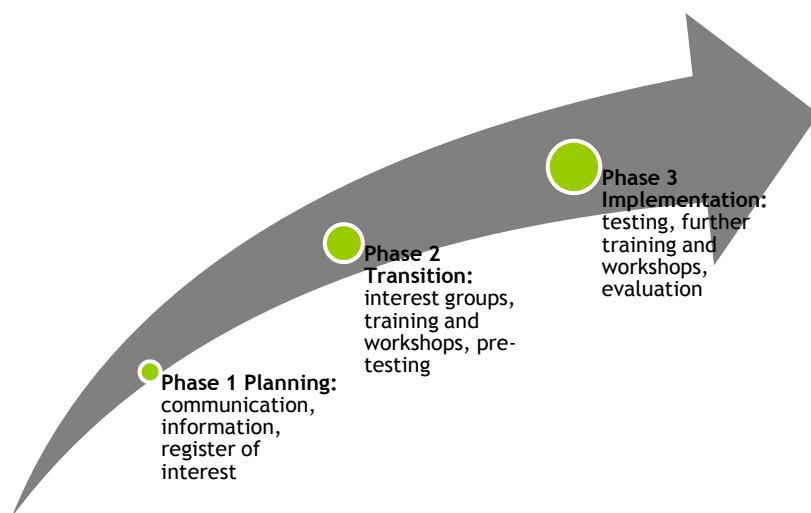 Phase 1 Planning:
communication,
information,
register of
interest
Phase 2
Transition:
interest groups,
training and
workshops, pre-
testing
Phase 3
Implementation:
testing, further
training and
workshops,
evaluation